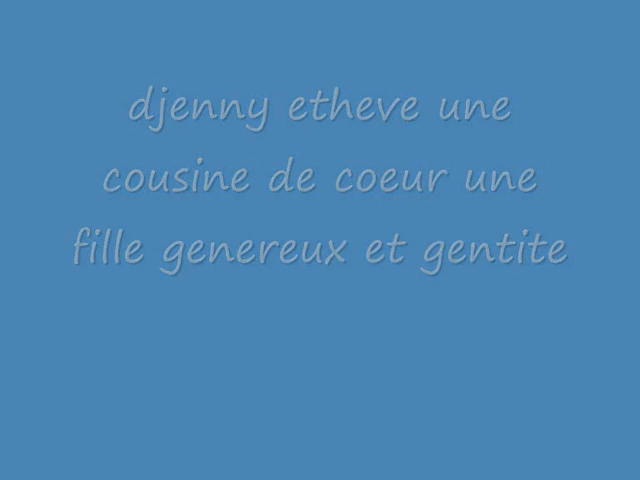 djenny etheve une
cousine de coeur une
fille genereux et gentite